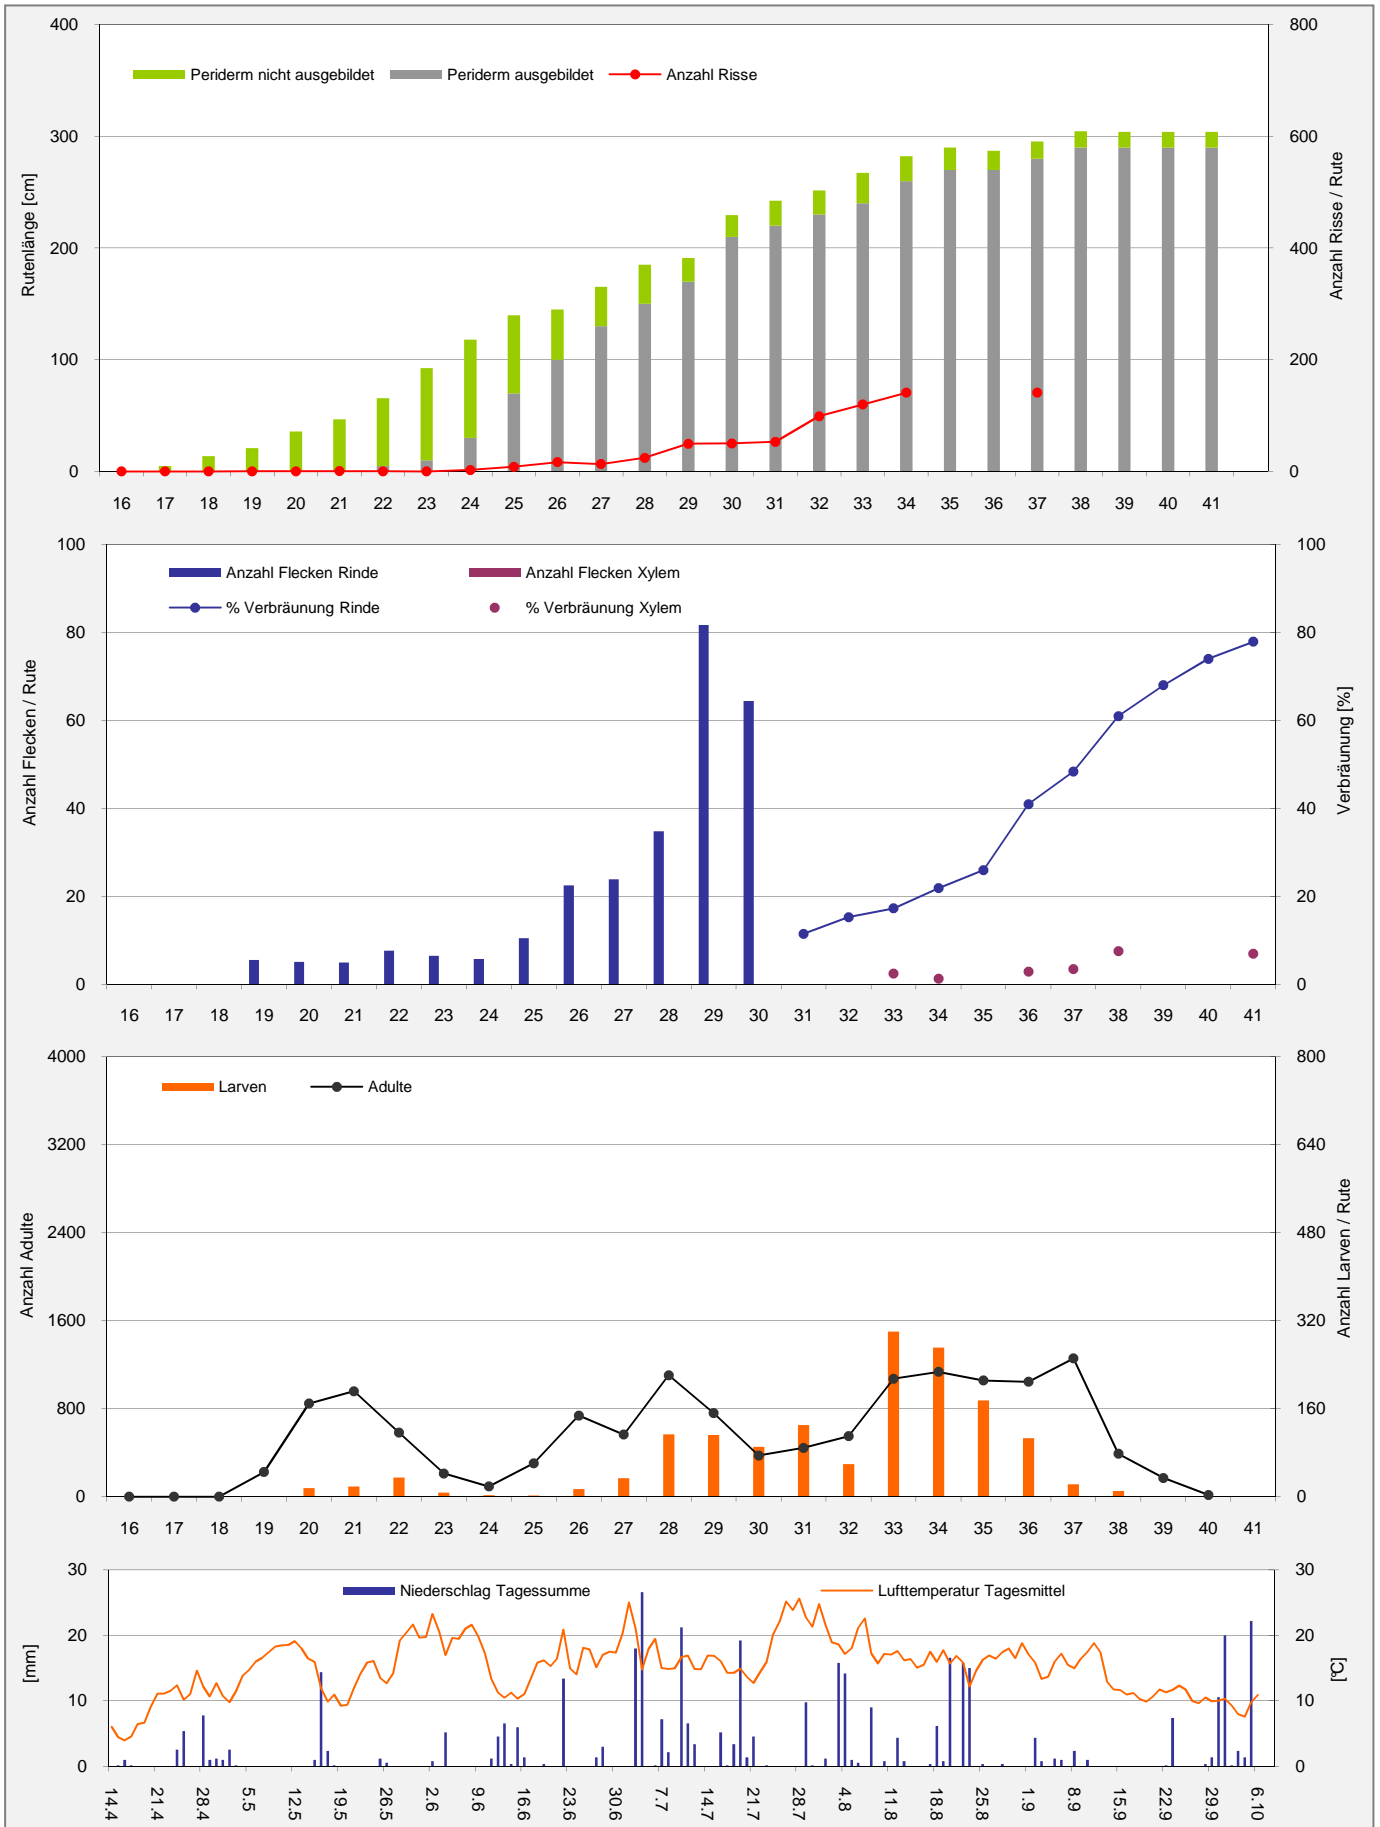 400
800
Periderm nicht ausgebildet
Periderm ausgebildet
Anzahl Risse
300
600
Rutenlänge [cm]
200
400
Anzahl Risse / Rute
100
200
0
0
16 17 18 19 20 21 22 23 24 25 26 27 28 29 30 31 32 33 34 35 36 37 38 39 40 41
100
100
Anzahl Flecken Rinde
Anzahl Flecken Xylem
% Verbräunung Rinde
% Verbräunung Xylem
80
80
Anzahl Flecken / Rute
60
60
Verbräunung [%]
40
40
20
20
0
0
16 17 18 19 20 21 22 23 24 25 26 27 28 29 30 31 32 33 34 35 36 37 38 39 40 41
4000
800
Larven
Adulte
3200
640
2400
480
Anzahl Adulte
Anzahl Larven / Rute
1600
320
800
160
0
0
16 17 18 19 20 21 22 23 24 25 26 27 28 29 30 31 32 33 34 35 36 37 38 39 40 41
30
30
Niederschlag Tagessumme
Lufttemperatur Tagesmittel
20
20
[mm]
[°C]
10
10
0
0
14.4 21.4 28.4 5.5 12.5 19.5 26.5 2.6 9.6 16.6 23.6 30.6 7.7 14.7 21.7 28.7 4.8 11.8 18.8 25.8 1.9 8.9 15.9 22.9 29.9 6.10